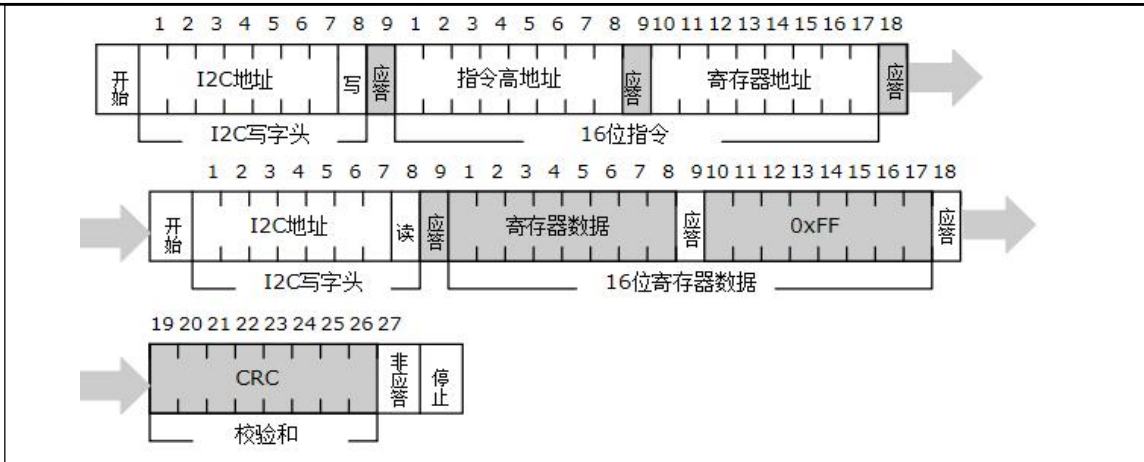 1 2 3 4 5 6 7 8 9 1 2 3 4 5 6 7 8 9 10 11 12 13 14 15 16 17 18
开始 I2C地址 写 应答 指令高地址 应答 寄存器地址 应答
I2C写字头 16位指令
1 2 3 4 5 6 7 8 9 1 2 3 4 5 6 7 8 9 10 11 12 13 14 15 16 17 18
开始 I2C地址 读 应答 寄存器数据 应答 0xFF 应答
I2C写字头 16位寄存器数据
19 20 21 22 23 24 25 26 27
CRC 非应答 停止
校验和